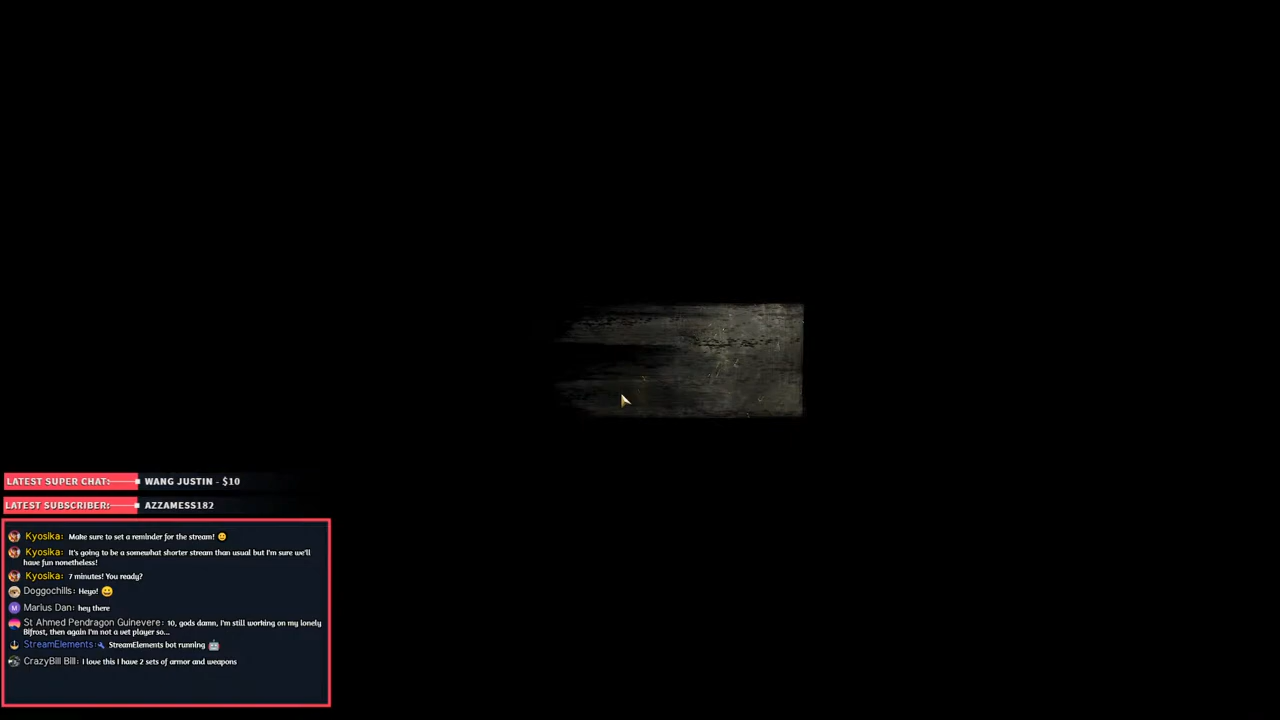 LATEST SUPER CHAT: WANG JUSTIN - $10
LATEST SUBSCRIBER: AZZAMESS182
Kyosika: Make sure to set a reminder for the stream! 😀
Kyosika: It's going to be a somewhat shorter stream than usual but I'm sure we'll
have fun nonetheless!
Kyosika: 7 minutes! You ready?
Doggochills: Heyo! 😀
M Marius Dan: hey there
St Ahmed Pendragon Guinevere: 10, gods damn, I'm still working on my lonely
Bifrost, then again I'm not a vet player so...
StreamElements: StreamElements bot running 🤖
CrazyBill Bill: I love this I have 2 sets of armor and weapons